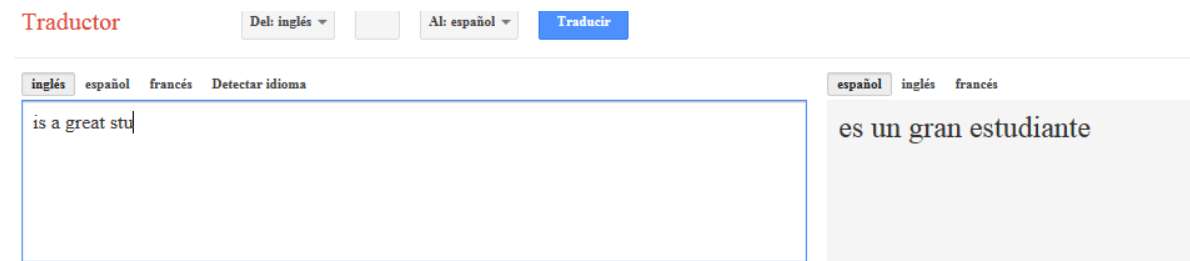 Traductor Del: inglés Al: español Traducir
inglés español francés Detectar idioma español inglés francés
is a great stu
es un gran estudiante